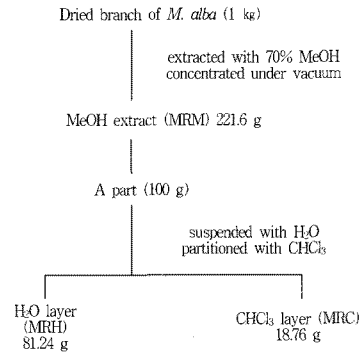 Dried branch of M. alba (1 kg)
extracted with 70% MeOH
concentrated under vacuum
MeOH extract (MRM) 221.6 g
A part (100 g)
suspended with H₂O
partitioned with CHCl₃
H₂O layer
(MRH)
81.24 g
CHCl₃ layer (MRC)
18.76 g